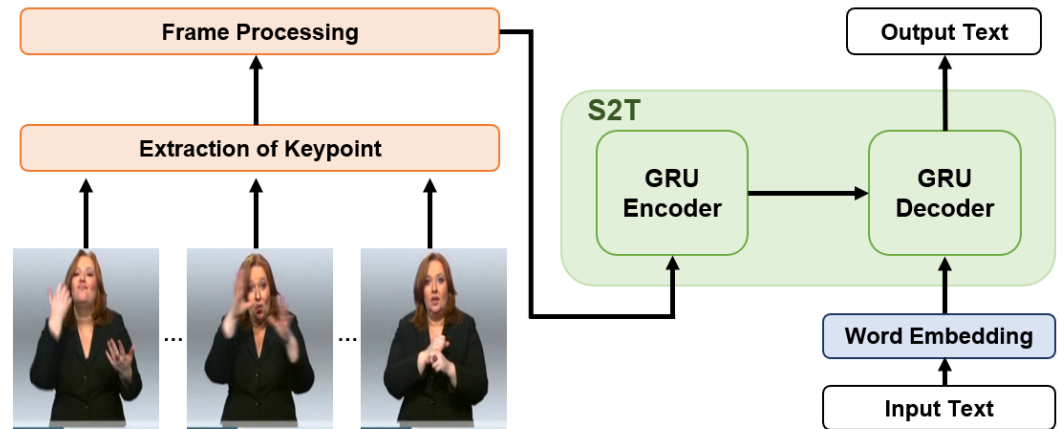 Frame Processing
Extraction of Keypoint
... ...
Output Text
S2T
GRU
Encoder
GRU
Decoder
Word Embedding
Input Text